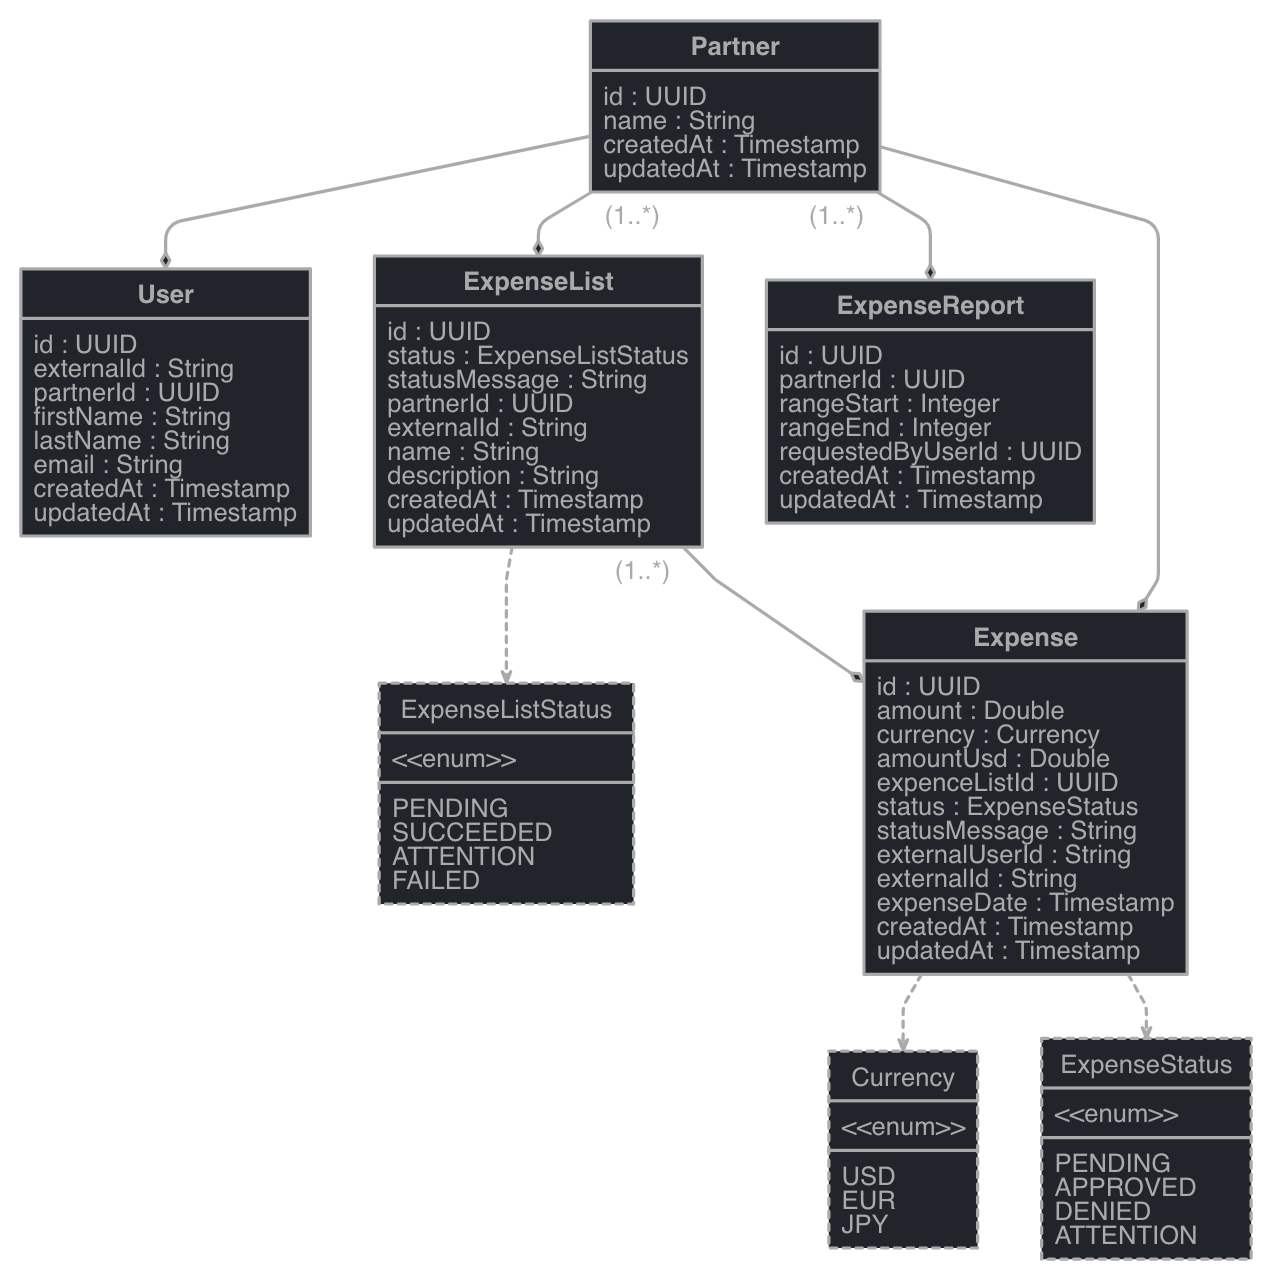 Partner
id : UUID
name : String
createdAt : Timestamp
updatedAt : Timestamp
(1..*)
(1..*)
User
id : UUID
externalId : String
partnerId : UUID
firstName : String
lastName : String
email : String
createdAt : Timestamp
updatedAt : Timestamp
ExpenseList
id : UUID
status : ExpenseListStatus
statusMessage : String
partnerId : UUID
externalId : String
name : String
description : String
createdAt : Timestamp
updatedAt : Timestamp
(1..*)
ExpenseReport
id : UUID
partnerId : UUID
rangeStart : Integer
rangeEnd : Integer
requestedByUserId : UUID
createdAt : Timestamp
updatedAt : Timestamp
ExpenseListStatus
<<enum>>
PENDING
SUCCEEDED
ATTENTION
FAILED
Expense
id : UUID
amount : Double
currency : Currency
amountUsd : Double
expenceListId : UUID
status : ExpenseStatus
statusMessage : String
externalUserId : String
externalId : String
expenseDate : Timestamp
createdAt : Timestamp
updatedAt : Timestamp
Currency
<<enum>>
USD
EUR
JPY
ExpenseStatus
<<enum>>
PENDING
APPROVED
DENIED
ATTENTION